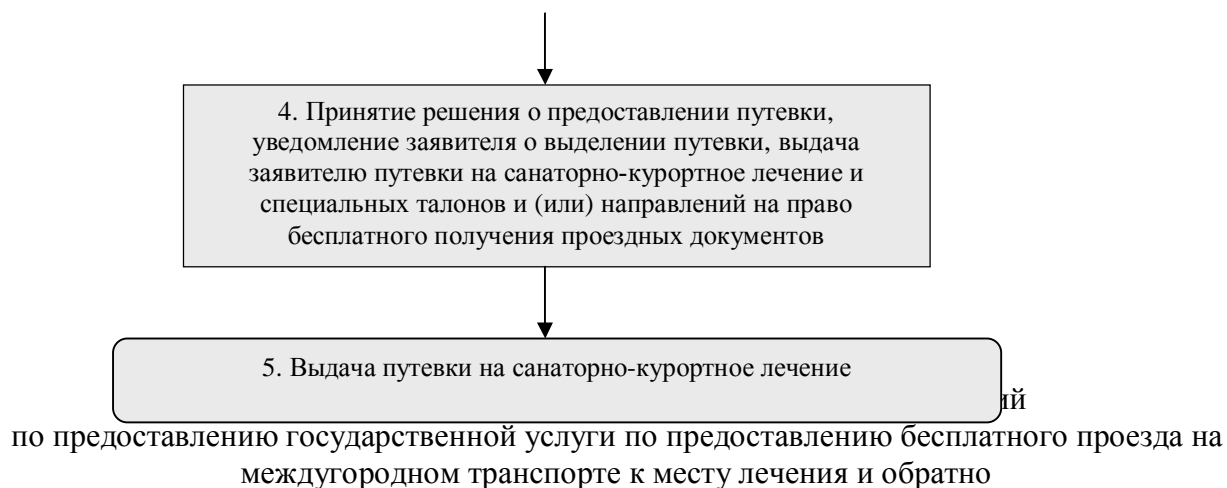 4. Принятие решения о предоставлении путевки,
уведомление заявителя о выделении путевки, выдача
заявителю путевки на санаторно-курортное лечение и
специальных талонов и (или) направлений на право
бесплатного получения проездных документов
5. Выдача путевки на санаторно-курортное лечение
по предоставлению государственной услуги по предоставлению бесплатного проезда на
междугородном транспорте к месту лечения и обратно